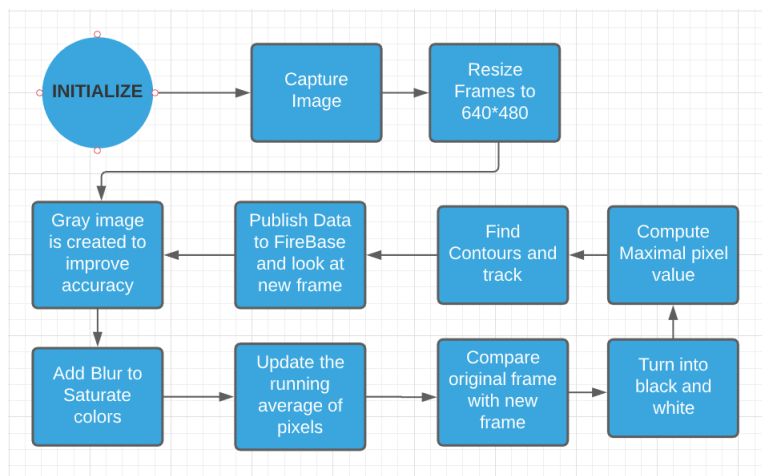 INITIALIZE
Capture
Image
Resize
Frames to
640*480
Gray image
is created to
improve
accuracy
Publish Data
to FireBase
and look at
new frame
Find
Contours and
track
Compute
Maximal pixel
value
Add Blur to
Saturate
colors
Update the
running
average of
pixels
Compare
original frame
with new
frame
Turn into
black and
white